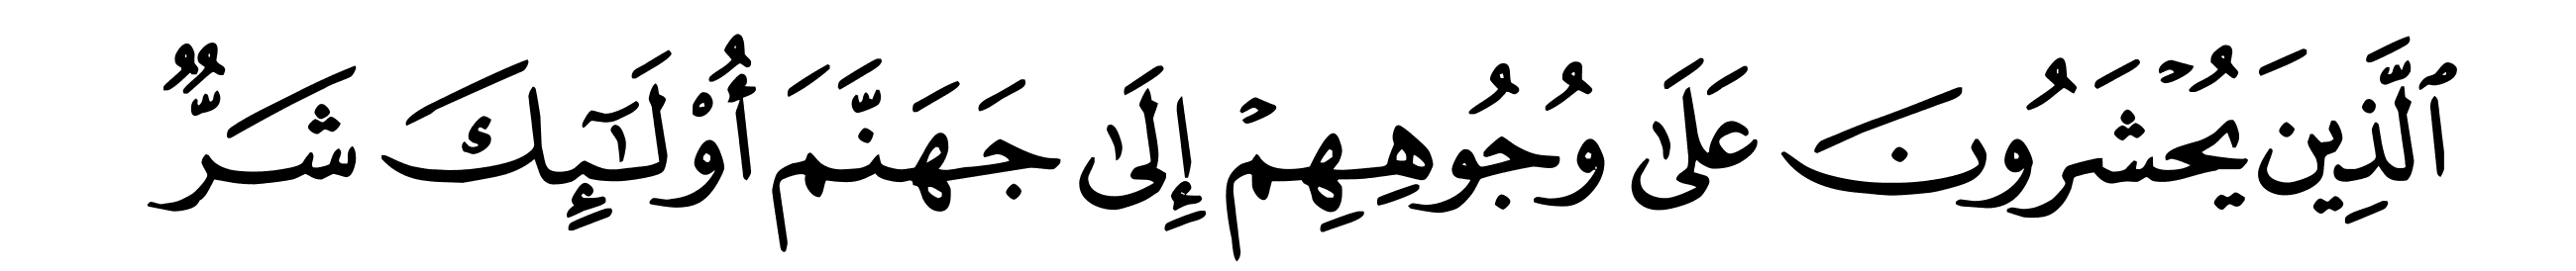 ٱلَّذِينَ يُحْشَرُونَ عَلَىٰ وُجُوهِهِمْ إِلَىٰ جَهَنَّمَ أُو۟لَـٰٓئِكَ شَرٌّ